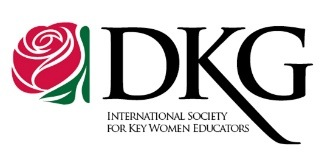 DKG
INTERNATIONAL SOCIETY
FOR KEY WOMEN EDUCATORS